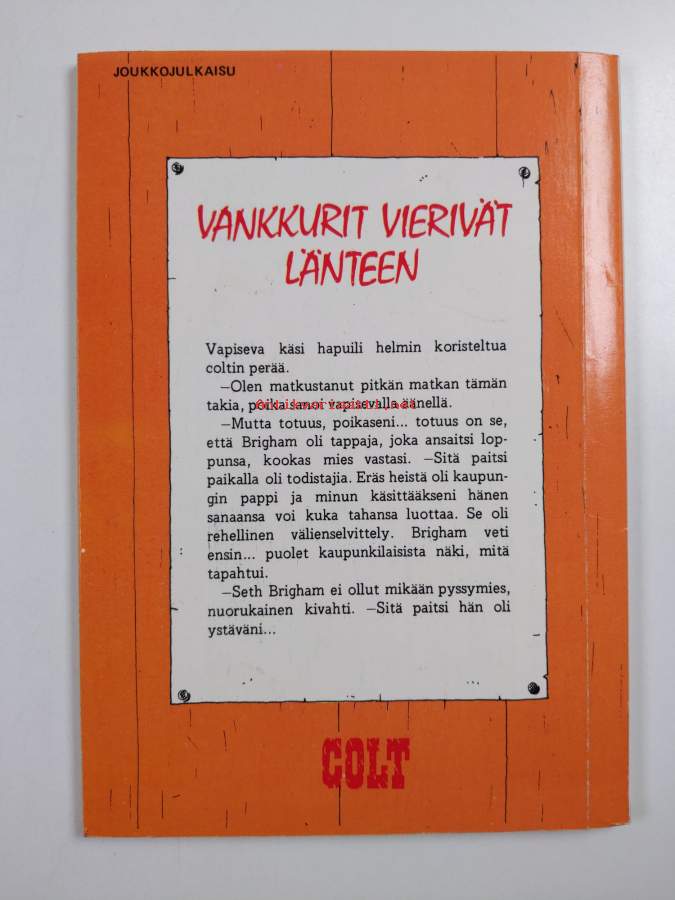 JOUKKOJULKAISU
VANKKURIT VIERIVÄT
LÄNTEEN
Vapiseva käsi hapuili helmin koristeltua
coltin perää.
—Olen matkustanut pitkän matkan tämän
takia, poika sanoi vapisevalla äänellä.
—Mutta totuus, poikaseni... totuus on se,
että Brigham oli tappaja, joka ansaitsi lop-
punsa, kookas mies vastasi. —Sitä paitsi
paikalla oli todistajia. Eräs heistä oli kaupun-
gin pappi ja minun käsittääkseni hänen
sanaansa voi kuka tahansa luottaa. Se oli
rehellinen välienselvittely. Brigham veti
ensin... puolet kaupunkilaisista näki, mitä
tapahtui.
—Seth Brigham ei ollut mikään pyssymies,
nuorukainen kivahti. —Sitä paitsi hän oli
ystäväni...
COLT